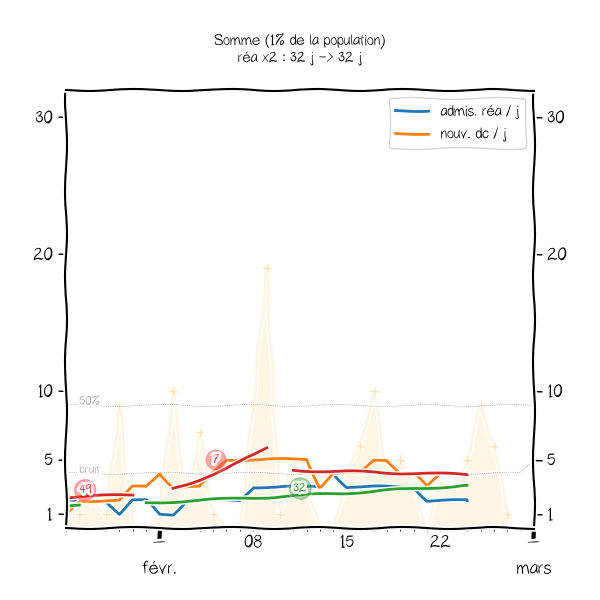 Somme (1% de la population)
réa x2 : 32 j -> 32 j
admis. réa / j
nouv. dc / j
30
30
20
20
10
10
50%
5
5
bruit
1
1
49
7
32
08
15
22
févr.
mars